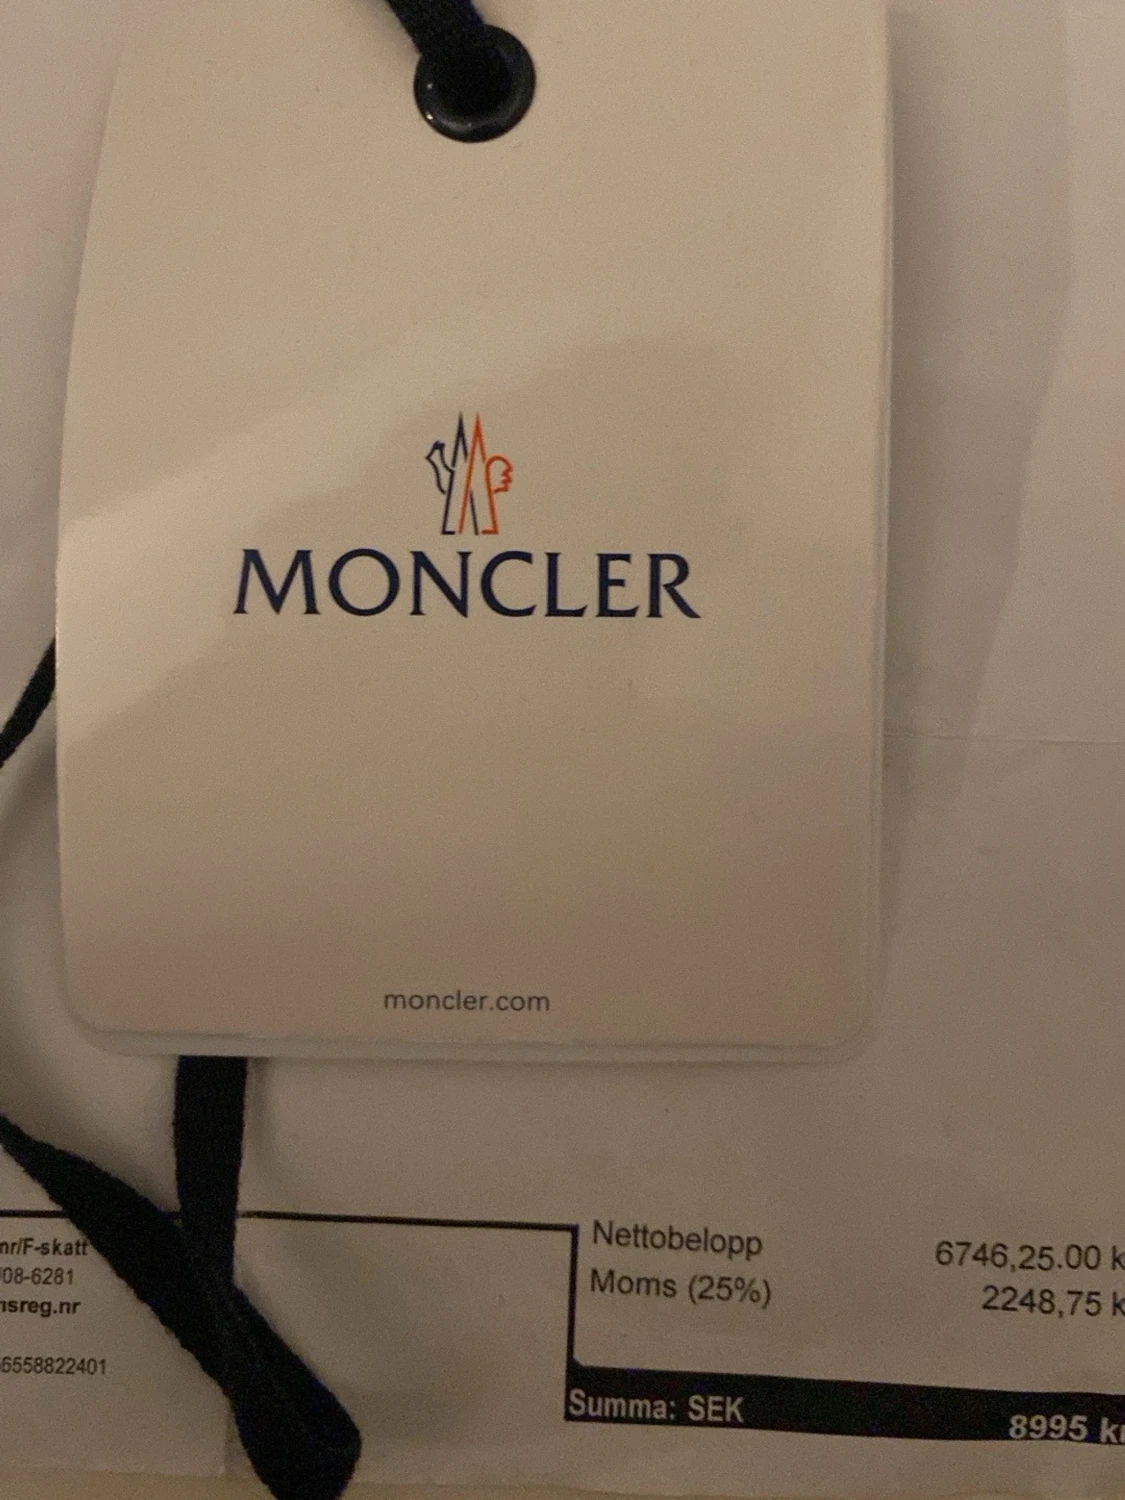 MONCLER
moncler.com
nr/F-skatt
08-6281
nsreg.nr
6558822401
Nettobelopp 6746,25.00 k
Moms (25%) 2248,75 k
Summa: SEK 8995 kr